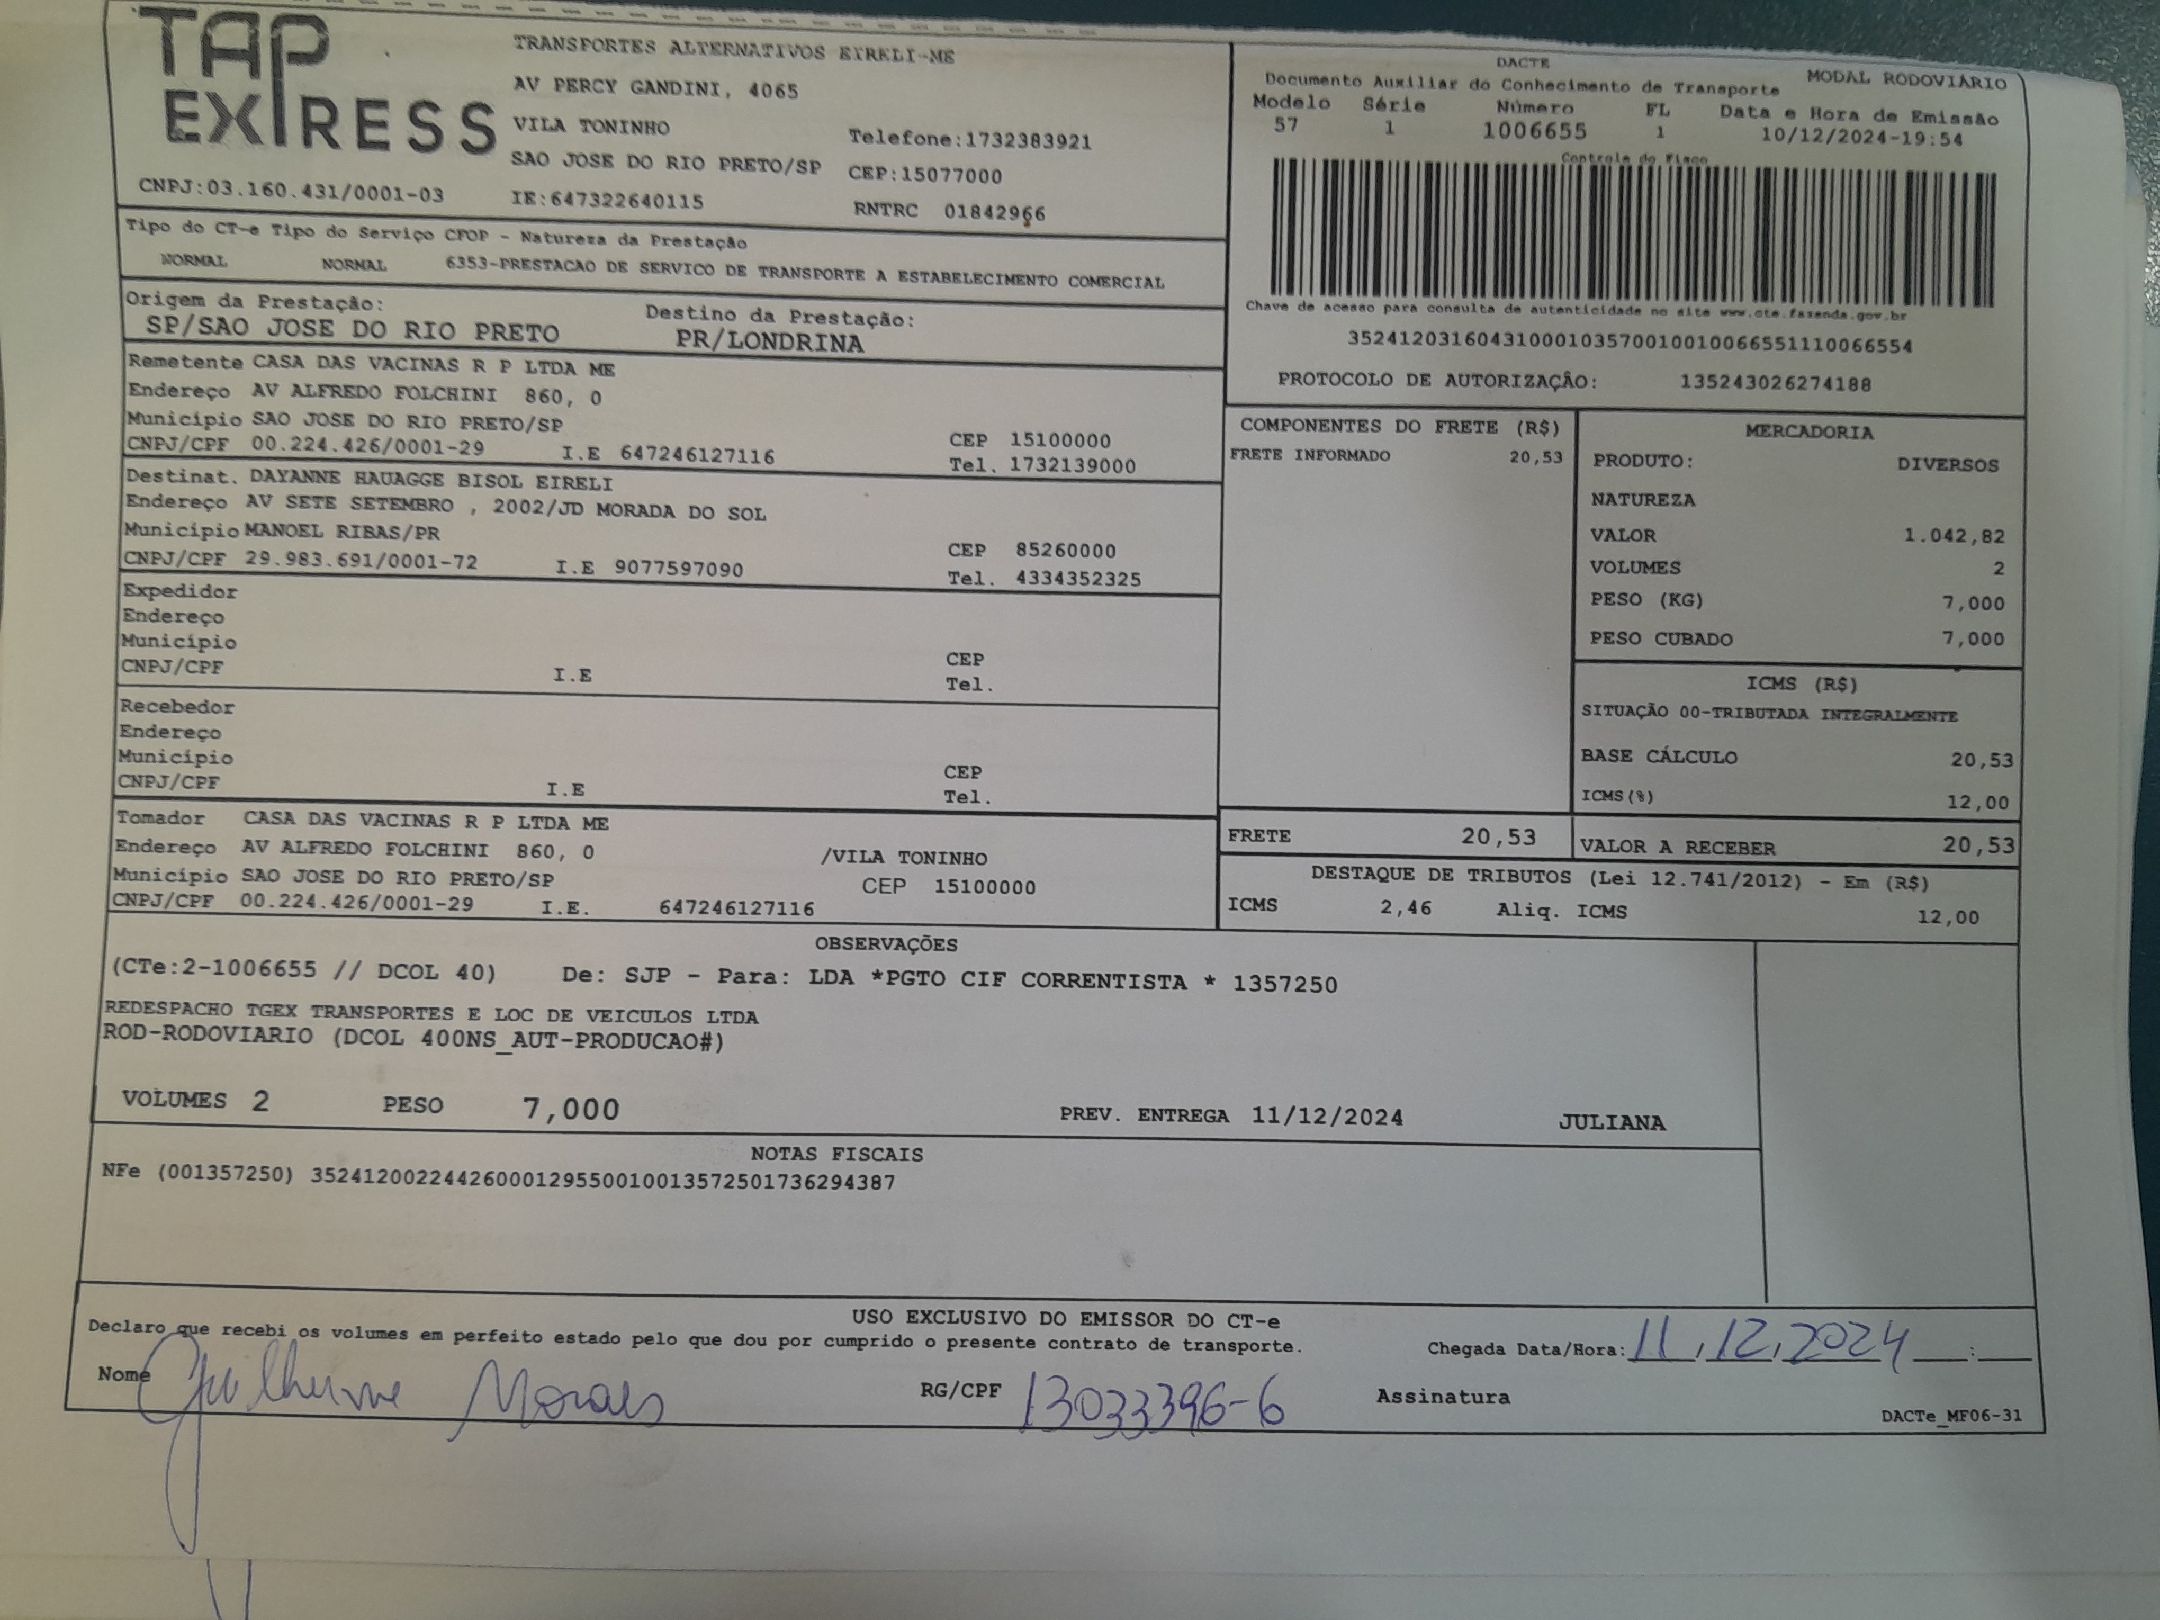 TAP EXPRESS
TRANSPORTES ALTERNATIVOS EIRELI-ME
AV PERCY GANDINI, 4065
VILA TONINHO
Telefone:1732383921
SAO JOSE DO RIO PRETO/SP CEP:15077000
CNPJ:03.160.431/0001-03 IE:647322640115 RNTRC 01842966
DACTE MODAL RODOVIÁRIO
Documento Auxiliar do Conhecimento de Transporte
Modelo Série Número FL Data e Hora de Emissão
57 1 1006655 1 10/12/2024-19:54
Controle do Fisco
Chave de acesso para consulta de autenticidade no site www.cte.fazenda.gov.br
35241203160431000103570010010066551110066554
PROTOCOLO DE AUTORIZAÇÂO: 135243026274188
Tipo do CT-e Tipo do Serviço CFOP - Natureza da Prestação
NORMAL NORMAL 6353-PRESTACAO DE SERVICO DE TRANSPORTE A ESTABELECIMENTO COMERCIAL
Origem da Prestação: Destino da Prestação:
SP/SAO JOSE DO RIO PRETO PR/LONDRINA
Remetente CASA DAS VACINAS R P LTDA ME
Endereço AV ALFREDO FOLCHINI 860, 0
Município SAO JOSE DO RIO PRETO/SP CEP 15100000
CNPJ/CPF 00.224.426/0001-29 I.E 647246127116 Tel. 1732139000
Destinat. DAYANNE HAUAGGE BISOL EIRELI
Endereço AV SETE SETEMBRO , 2002/JD MORADA DO SOL
Município MANOEL RIBAS/PR CEP 85260000
CNPJ/CPF 29.983.691/0001-72 I.E 9077597090 Tel. 4334352325
Expedidor
Endereço
Município CEP
CNPJ/CPF I.E Tel.
Recebedor
Endereço
Município CEP
CNPJ/CPF I.E Tel.
Tomador CASA DAS VACINAS R P LTDA ME
Endereço AV ALFREDO FOLCHINI 860, 0 /VILA TONINHO
Município SAO JOSE DO RIO PRETO/SP CEP 15100000
CNPJ/CPF 00.224.426/0001-29 I.E. 647246127116
COMPONENTES DO FRETE (R$)
FRETE INFORMADO 20,53
MERCADORIA
PRODUTO: DIVERSOS
NATUREZA
VALOR 1.042,82
VOLUMES 2
PESO (KG) 7,000
PESO CUBADO 7,000
ICMS (R$)
SITUAÇÃO 00-TRIBUTADA INTEGRALMENTE
BASE CÁLCULO 20,53
ICMS(%) 12,00
FRETE 20,53 VALOR A RECEBER 20,53
DESTAQUE DE TRIBUTOS (Lei 12.741/2012) - Em (R$)
ICMS 2,46 Aliq. ICMS 12,00
OBSERVAÇÕES
(CTe:2-1006655 // DCOL 40) De: SJP - Para: LDA *PGTO CIF CORRENTISTA * 1357250
REDESPACHO TGEX TRANSPORTES E LOC DE VEICULOS LTDA
ROD-RODOVIARIO (DCOL 400NS_AUT-PRODUCAO#)
VOLUMES 2 PESO 7,000 PREV. ENTREGA 11/12/2024 JULIANA
NOTAS FISCAIS
NFe (001357250) 35241200224426000129550010013572501736294387
USO EXCLUSIVO DO EMISSOR DO CT-e
Declaro que recebi os volumes em perfeito estado pelo que dou por cumprido o presente contrato de transporte.
Chegada Data/Hora: 11,12,2024 ___:___
Nome Guilherme Moraes RG/CPF 13033396-6 Assinatura
DACTe_MF06-31